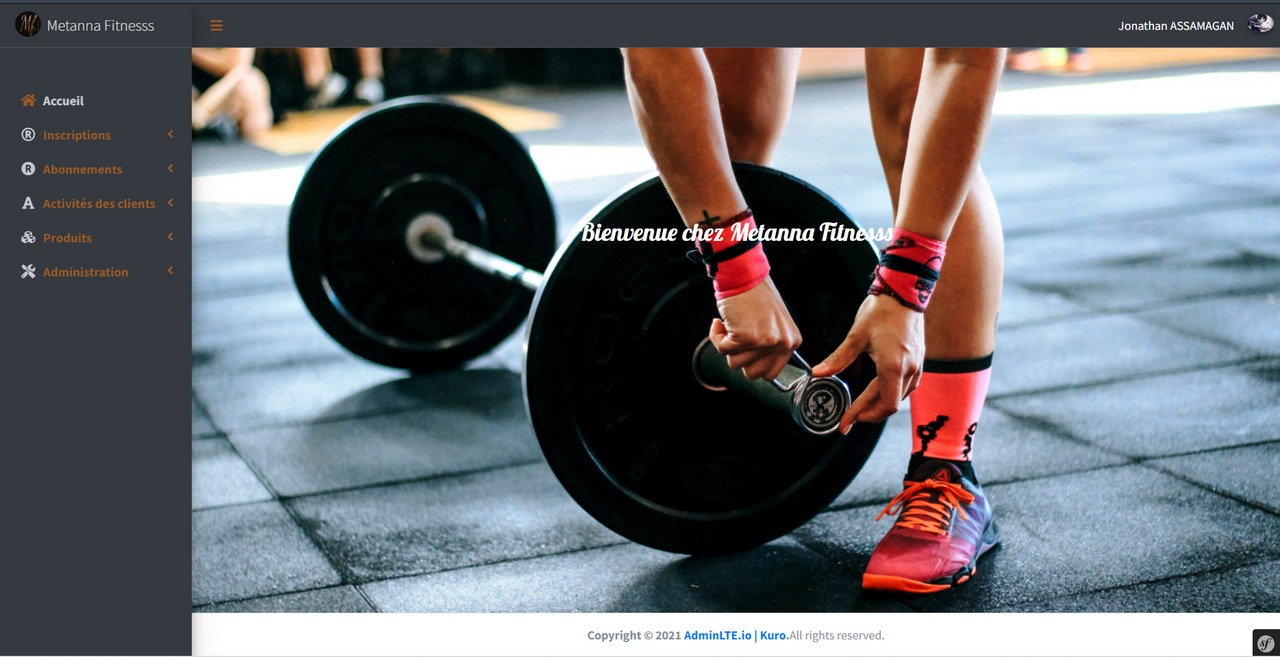 Metanna Fitnesss
Jonathan ASSAMAGAN
Accueil
Inscriptions
Abonnements
Activités des clients
Produits
Administration
Bienvenue chez Metanna Fitnesss
Copyright © 2021 AdminLTE.io | Kuro.All rights reserved.